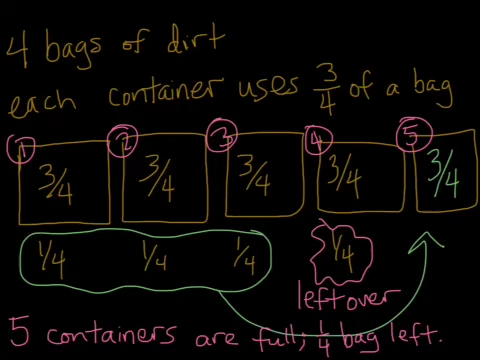 4 bags of dirt
each container uses 3/4 of a bag
1 2 3 4 5
3/4 3/4 3/4 3/4 3/4
1/4 1/4 1/4 1/4
leftover
5 containers are full; 1/4 bag left.